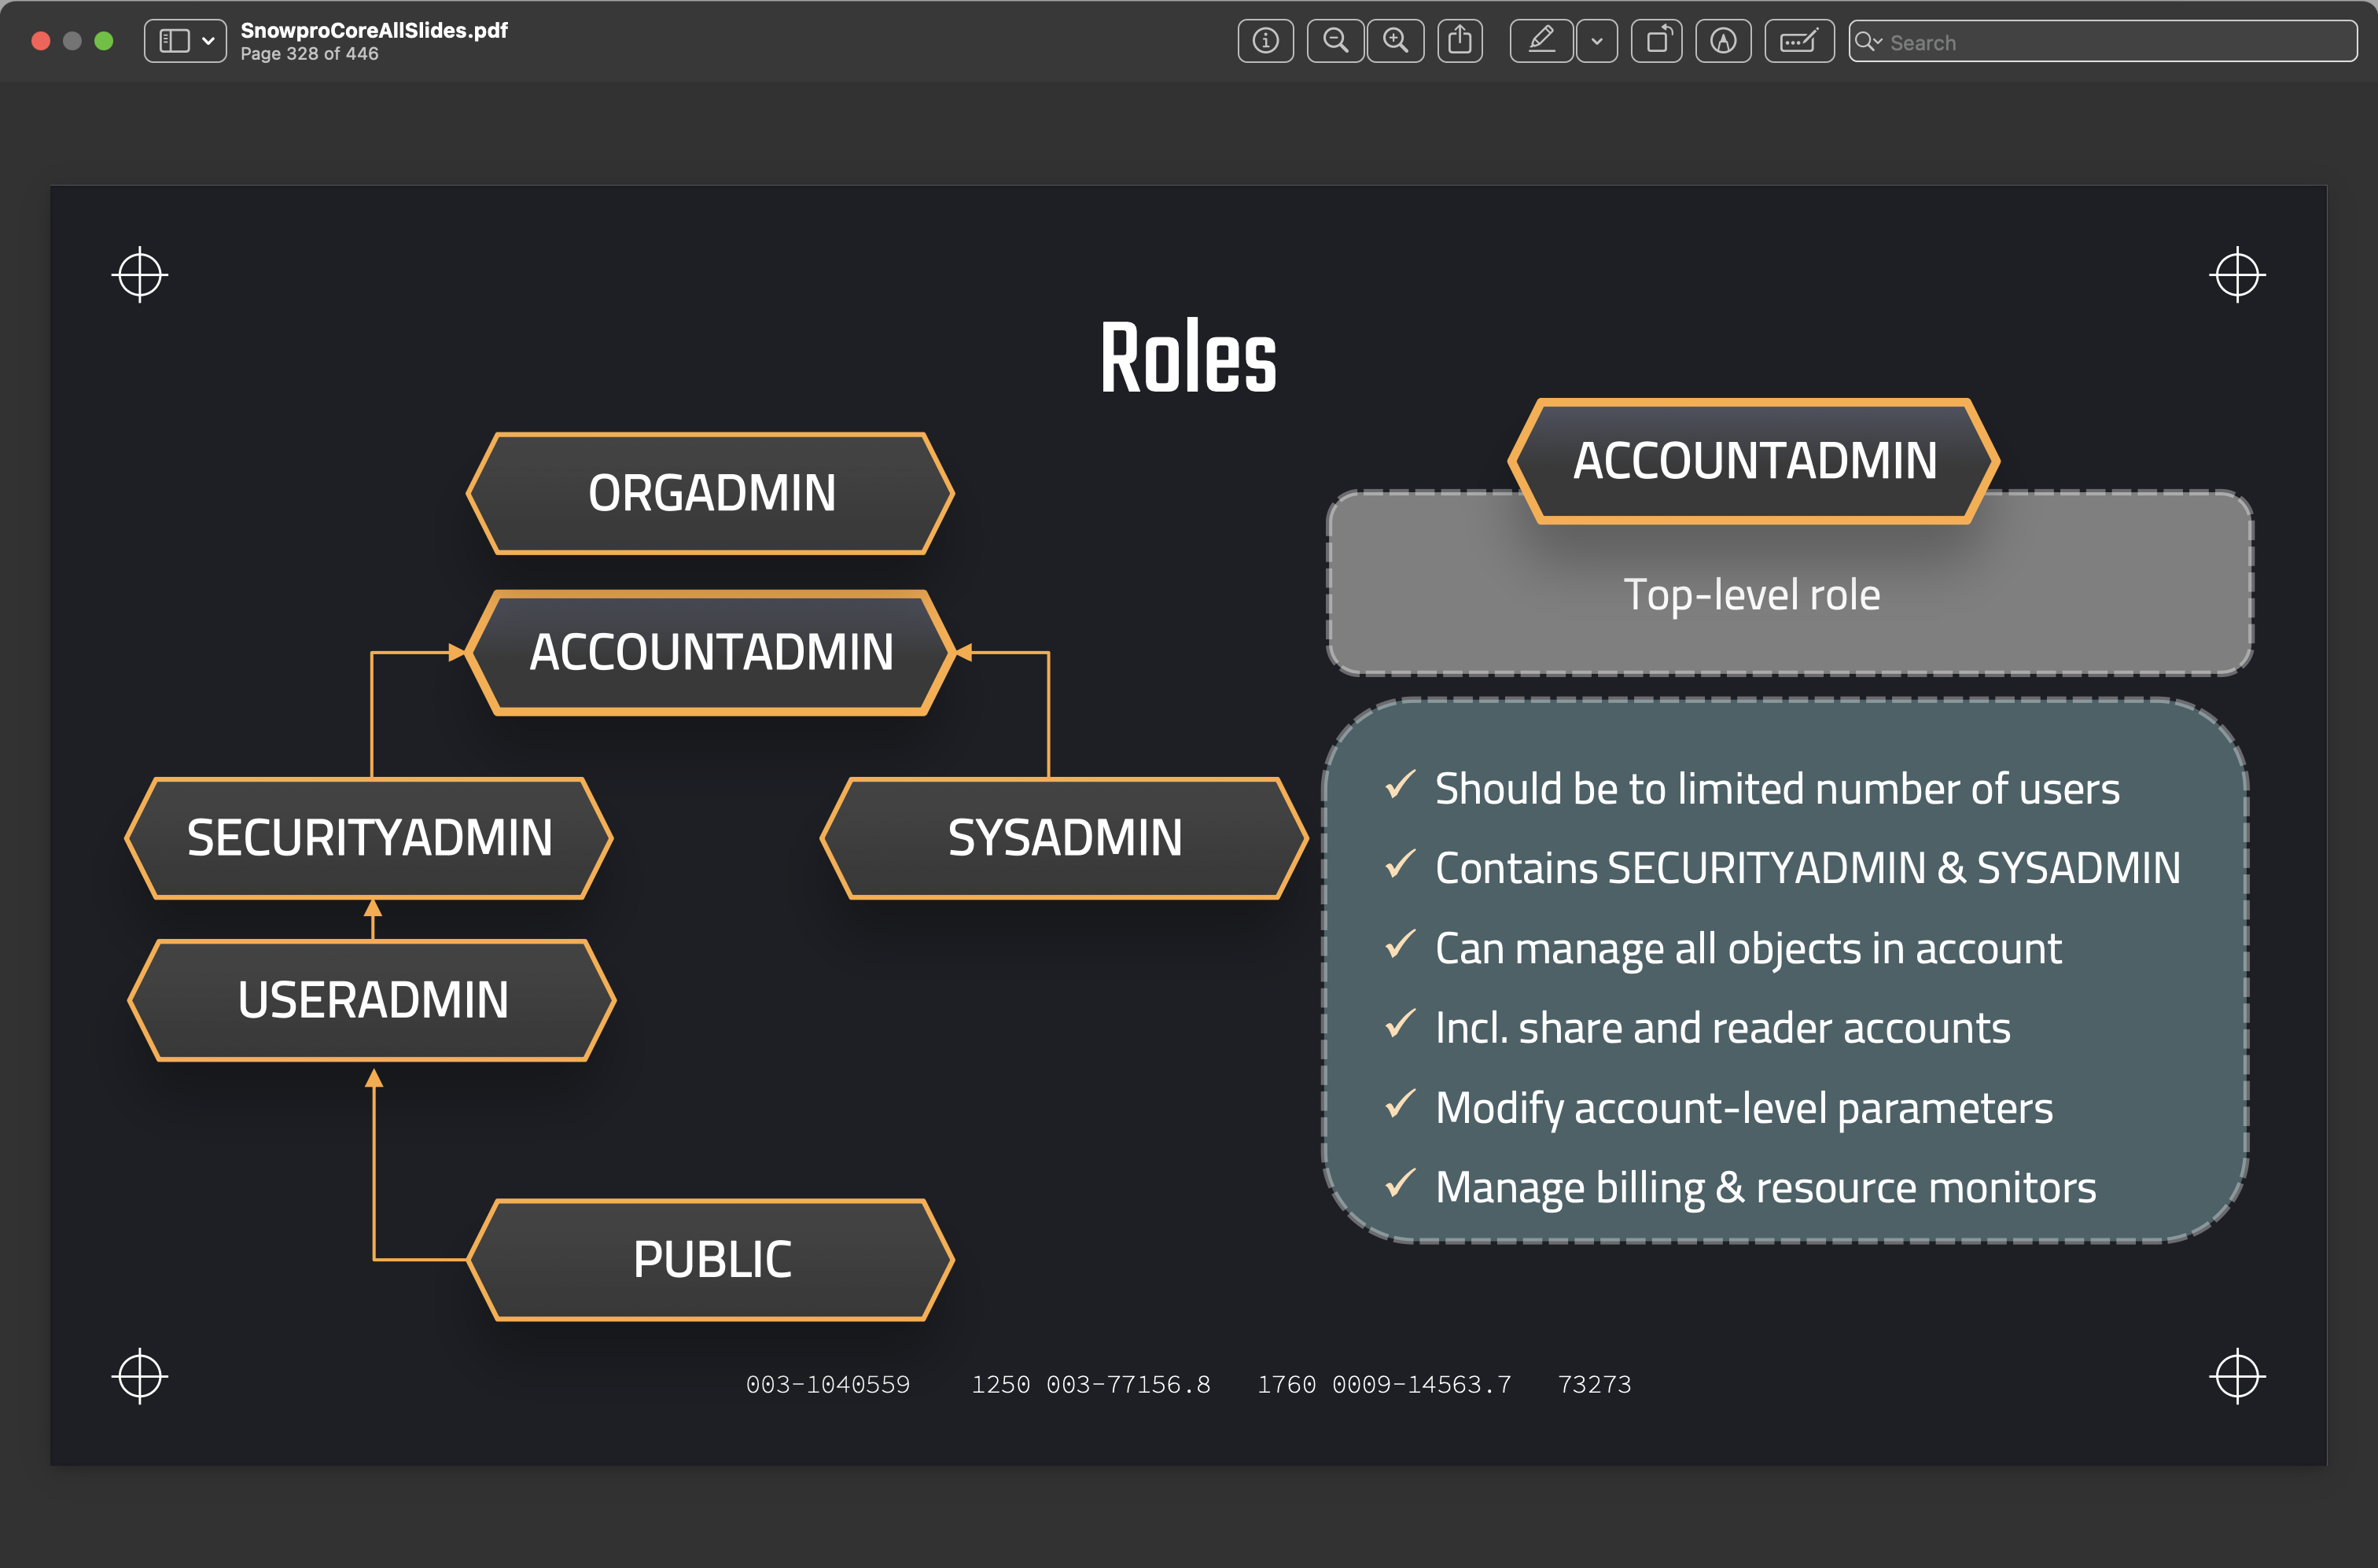 SnowproCoreAllSlides.pdf
Page 328 of 446
Search
Roles
ORGADMIN
ACCOUNTADMIN
SECURITYADMIN
SYSADMIN
USERADMIN
PUBLIC
ACCOUNTADMIN
Top-level role
✓ Should be to limited number of users
✓ Contains SECURITYADMIN & SYSADMIN
✓ Can manage all objects in account
✓ Incl. share and reader accounts
✓ Modify account-level parameters
✓ Manage billing & resource monitors
003-1040559 1250 003-77156.8 1760 0009-14563.7 73273